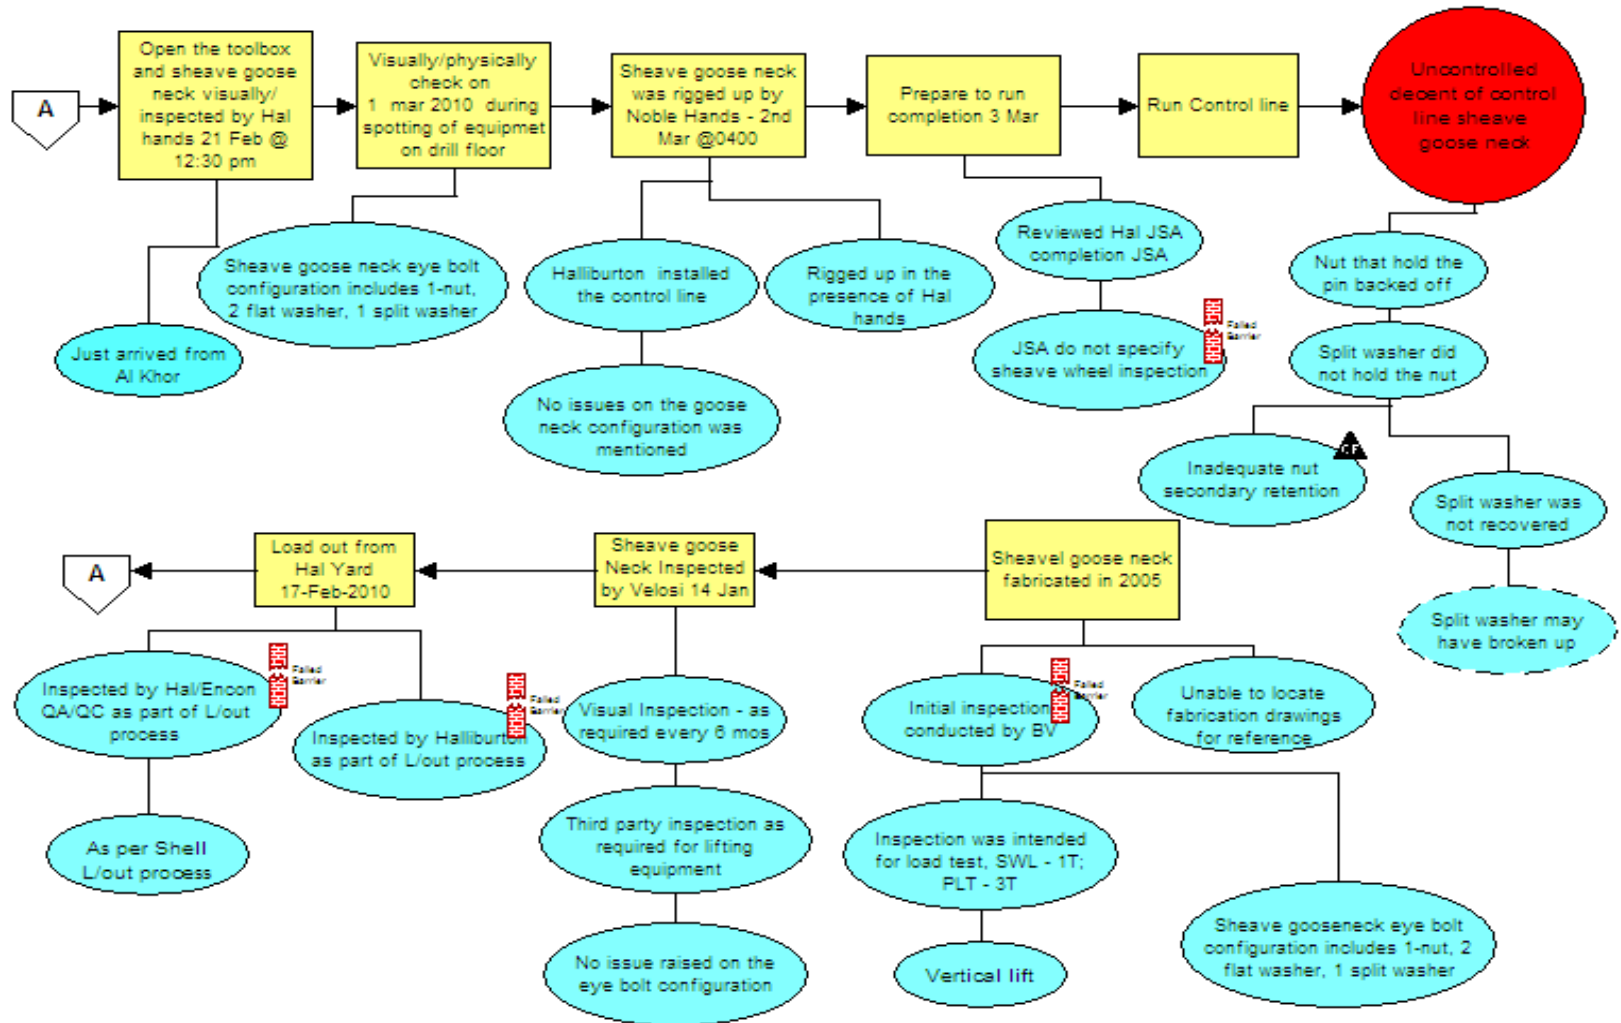 A
Open the toolbox
and sheave goose
neck visually/
inspected by Hal
hands 21 Feb @
12:30 pm
Visually/physically
check on
1 mar 2010 during
spotting of equipmet
on drill floor
Sheave goose neck
was rigged up by
Noble Hands - 2nd
Mar @0400
Prepare to run
completion 3 Mar
Run Control line
Uncontrolled
decent of control
line sheave
goose neck
Just arrived from
Al Khor
Sheave goose neck eye bolt
configuration includes 1-nut,
2 flat washer, 1 split washer
Halliburton installed
the control line
No issues on the goose
neck configuration was
mentioned
Rigged up in the
presence of Hal
hands
Reviewed Hal JSA
completion JSA
JSA do not specify
sheave wheel inspection
Failed
Barrier
Nut that hold the
pin backed off
Split washer did
not hold the nut
Inadequate nut
secondary retention
Split washer was
not recovered
Split washer may
have broken up
A
Load out from
Hal Yard
17-Feb-2010
Sheave goose
Neck Inspected
by Velosi 14 Jan
Sheavel goose neck
fabricated in 2005
Inspected by Hal/Encon
QA/QC as part of L/out
process
Failed
Barrier
As per Shell
L/out process
Inspected by Halliburton
as part of L/out process
Failed
Barrier
Visual Inspection - as
required every 6 mos
Third party inspection as
required for lifting
equipment
No issue raised on the
eye bolt configuration
Initial inspection
conducted by BV
Failed
Barrier
Unable to locate
fabrication drawings
for reference
Inspection was intended
for load test, SWL - 1T;
PLT - 3T
Vertical lift
Sheave gooseneck eye bolt
configuration includes 1-nut, 2
flat washer, 1 split washer